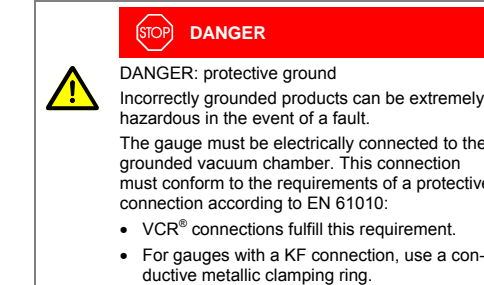 STOP DANGER
DANGER: protective ground
Incorrectly grounded products can be extremely
hazardous in the event of a fault.
The gauge must be electrically connected to the
grounded vacuum chamber. This connection
must conform to the requirements of a protective
connection according to EN 61010:
• VCR® connections fulfill this requirement.
• For gauges with a KF connection, use a con-
ductive metallic clamping ring.